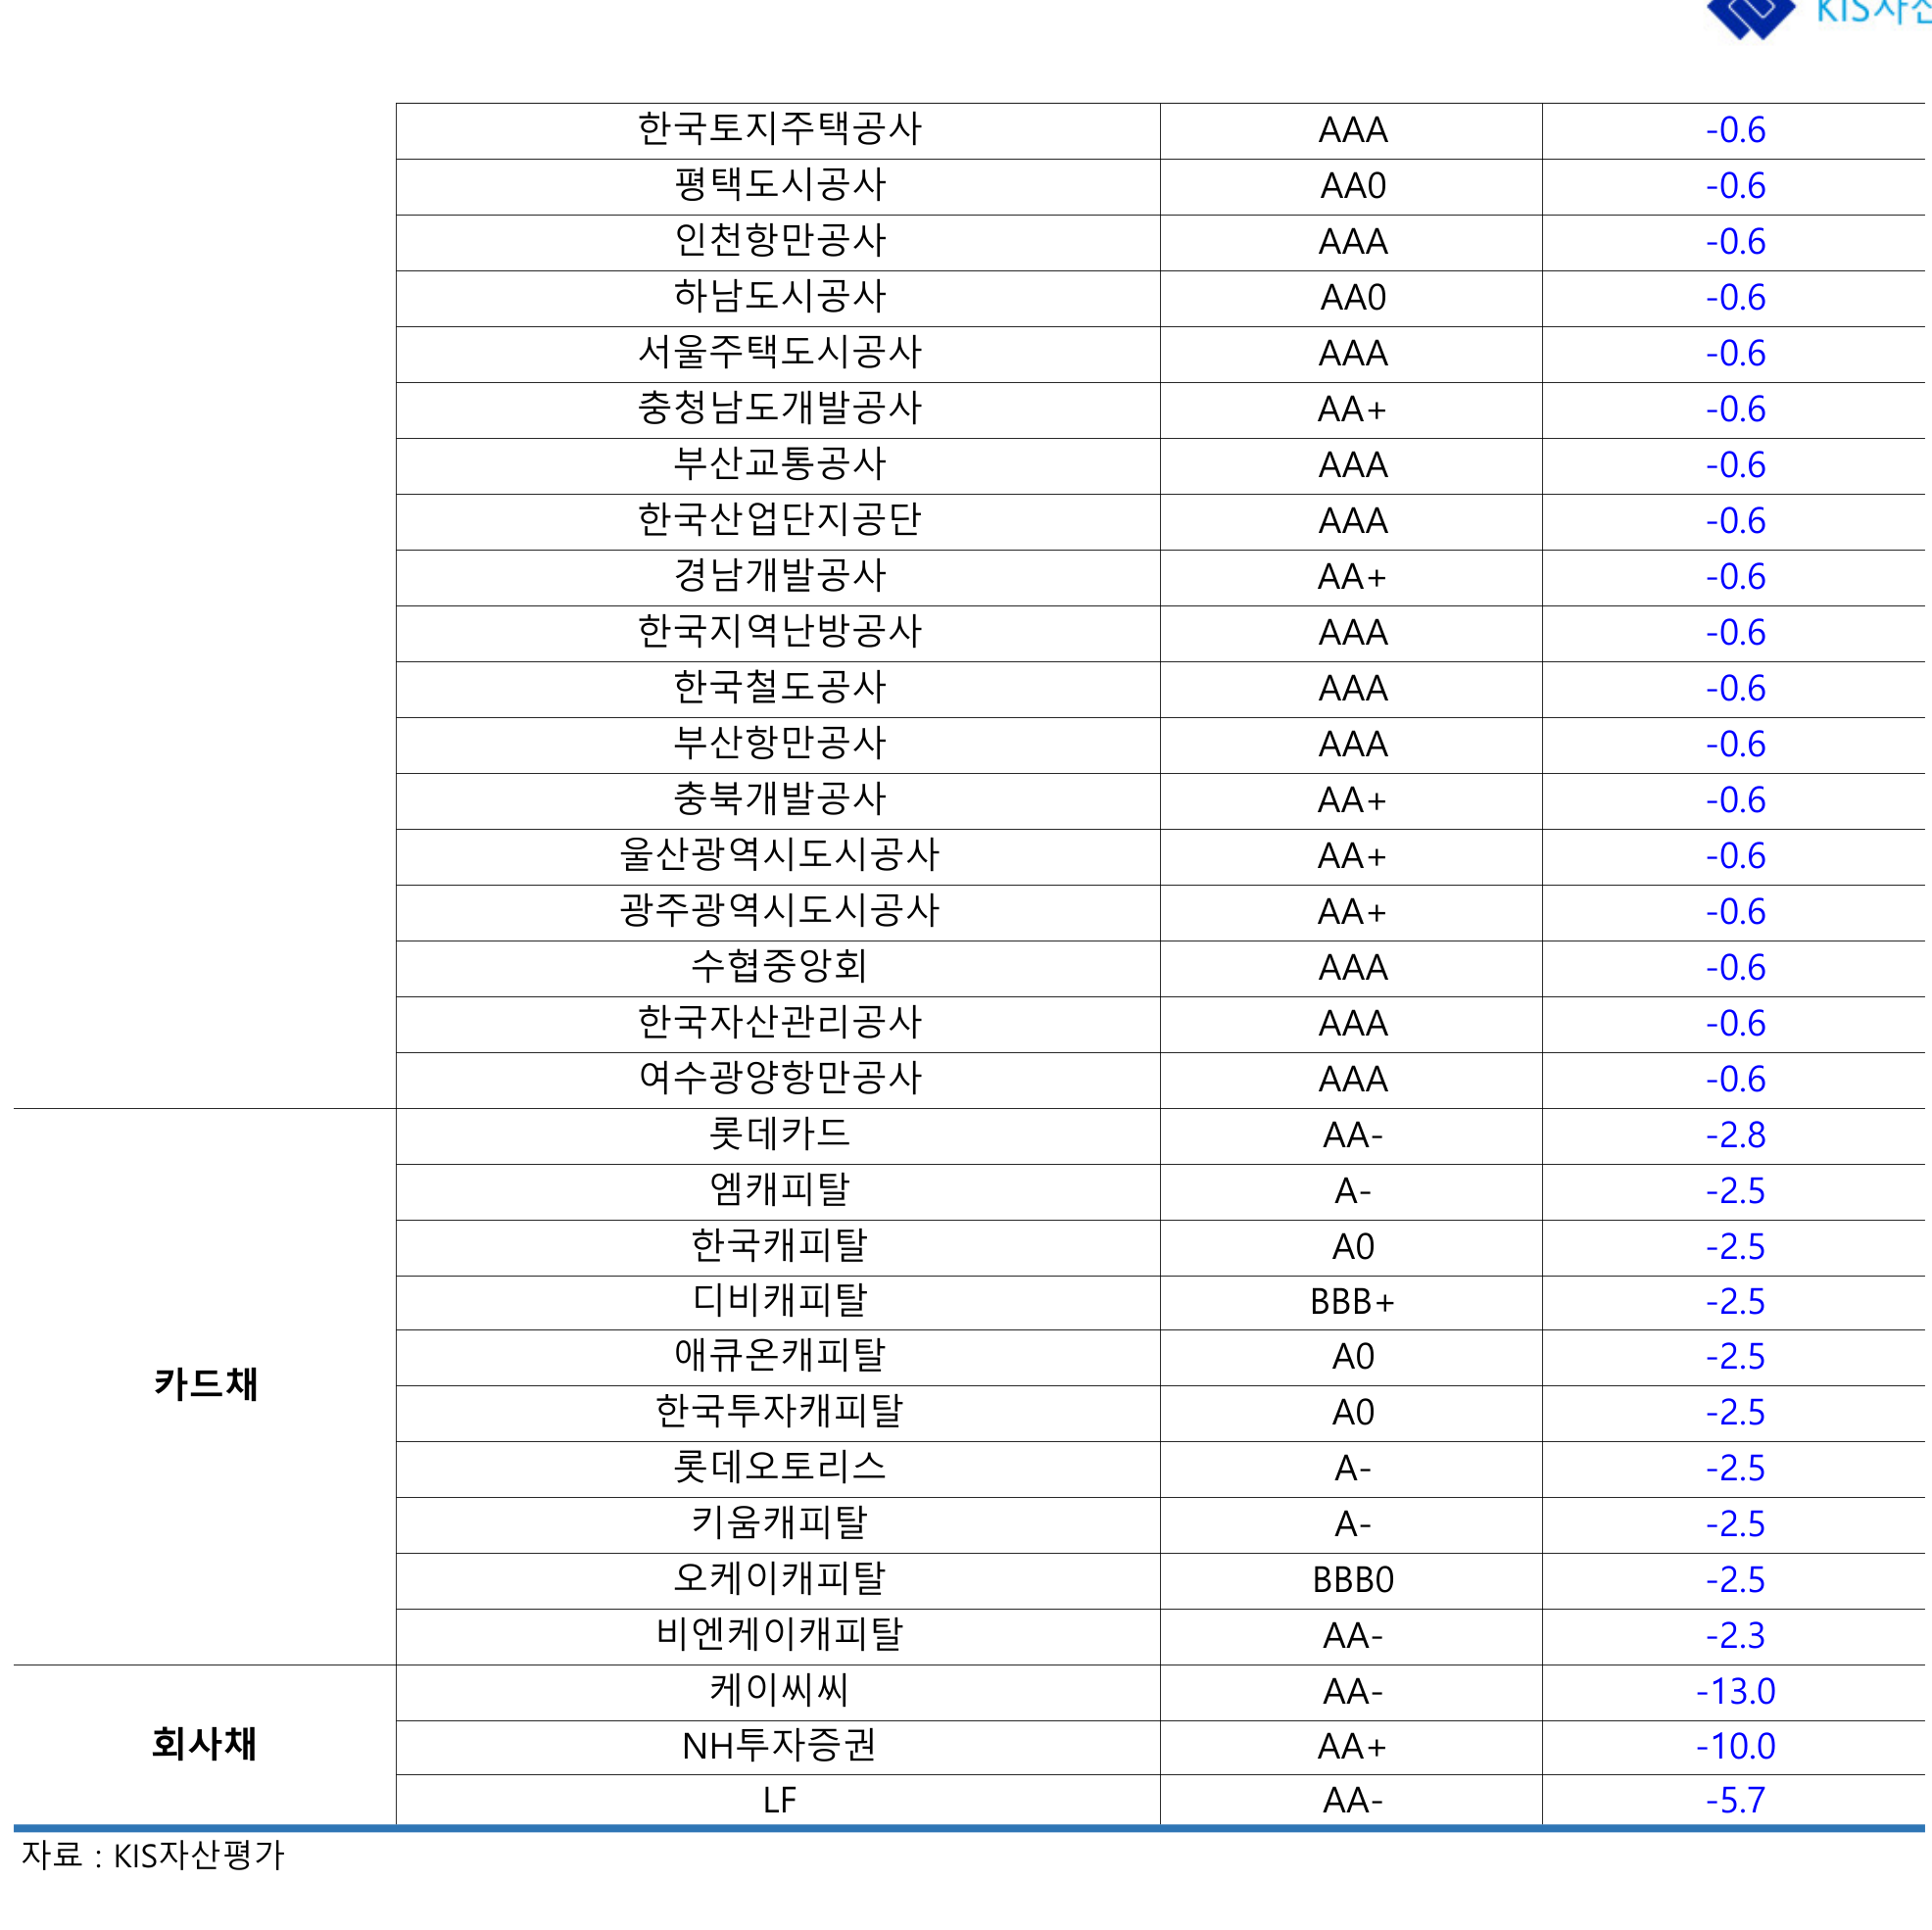 KIS자산
한국토지주택공사 AAA -0.6
평택도시공사 AA0 -0.6
인천항만공사 AAA -0.6
하남도시공사 AA0 -0.6
서울주택도시공사 AAA -0.6
충청남도개발공사 AA+ -0.6
부산교통공사 AAA -0.6
한국산업단지공단 AAA -0.6
경남개발공사 AA+ -0.6
한국지역난방공사 AAA -0.6
한국철도공사 AAA -0.6
부산항만공사 AAA -0.6
충북개발공사 AA+ -0.6
울산광역시도시공사 AA+ -0.6
광주광역시도시공사 AA+ -0.6
수협중앙회 AAA -0.6
한국자산관리공사 AAA -0.6
여수광양항만공사 AAA -0.6
카드채
롯데카드 AA- -2.8
엠캐피탈 A- -2.5
한국캐피탈 A0 -2.5
디비캐피탈 BBB+ -2.5
애큐온캐피탈 A0 -2.5
한국투자캐피탈 A0 -2.5
롯데오토리스 A- -2.5
키움캐피탈 A- -2.5
오케이캐피탈 BBB0 -2.5
비엔케이캐피탈 AA- -2.3
회사채
케이씨씨 AA- -13.0
NH투자증권 AA+ -10.0
LF AA- -5.7
자료 : KIS자산평가